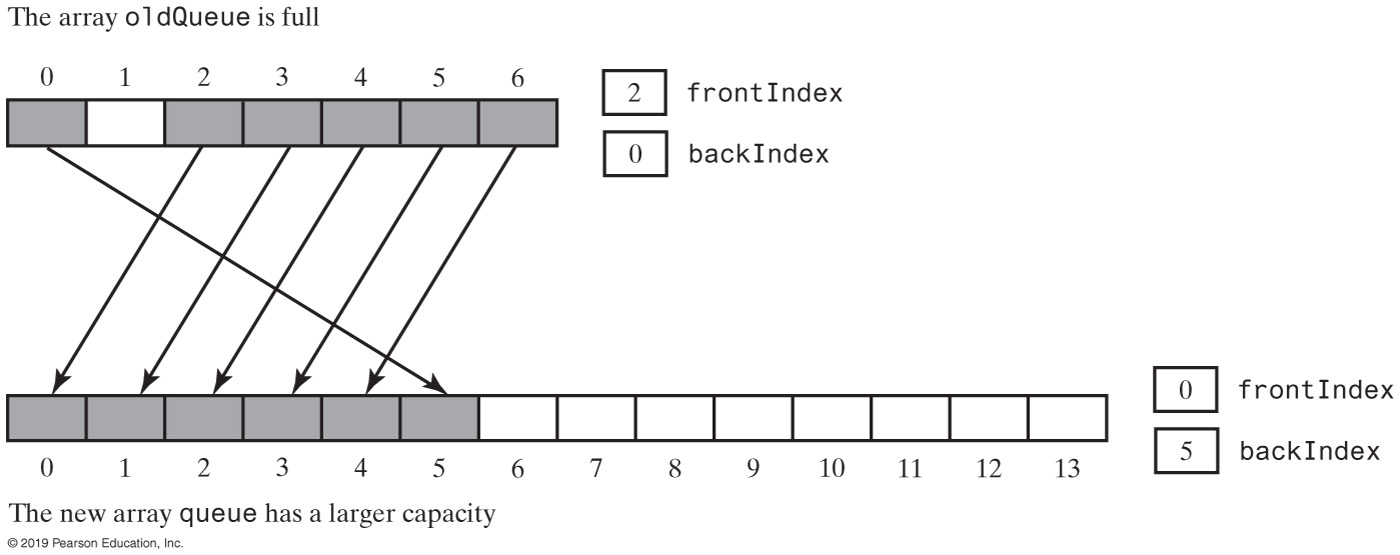 The array oldQueue is full
0 1 2 3 4 5 6
2 frontIndex
0 backIndex
0 frontIndex
5 backIndex
0 1 2 3 4 5 6 7 8 9 10 11 12 13
The new array queue has a larger capacity
© 2019 Pearson Education, Inc.